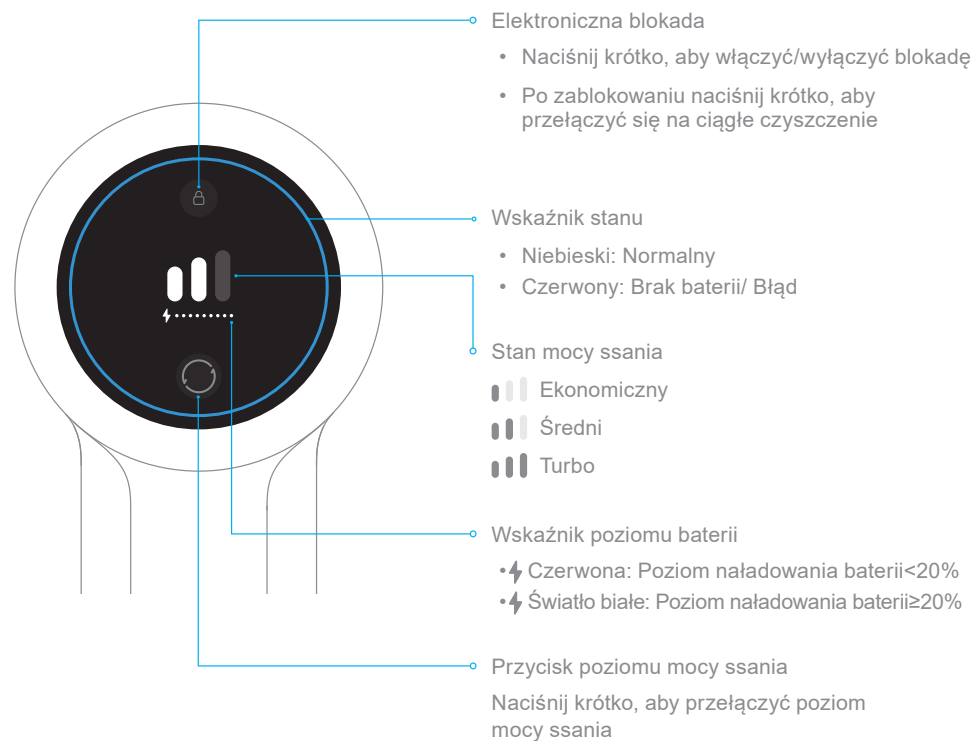 Elektroniczna blokada
• Naciśnij krótko, aby włączyć/wyłączyć blokadę
• Po zablokowaniu naciśnij krótko, aby
przełączyć się na ciągłe czyszczenie
Wskaźnik stanu
• Niebieski: Normalny
• Czerwony: Brak baterii/ Błąd
Stan mocy ssania
Ekonomiczny
Średni
Turbo
Wskaźnik poziomu baterii
• Czerwona: Poziom naładowania baterii<20%
• Światło białe: Poziom naładowania baterii≥20%
Przycisk poziomu mocy ssania
Naciśnij krótko, aby przełączyć poziom
mocy ssania